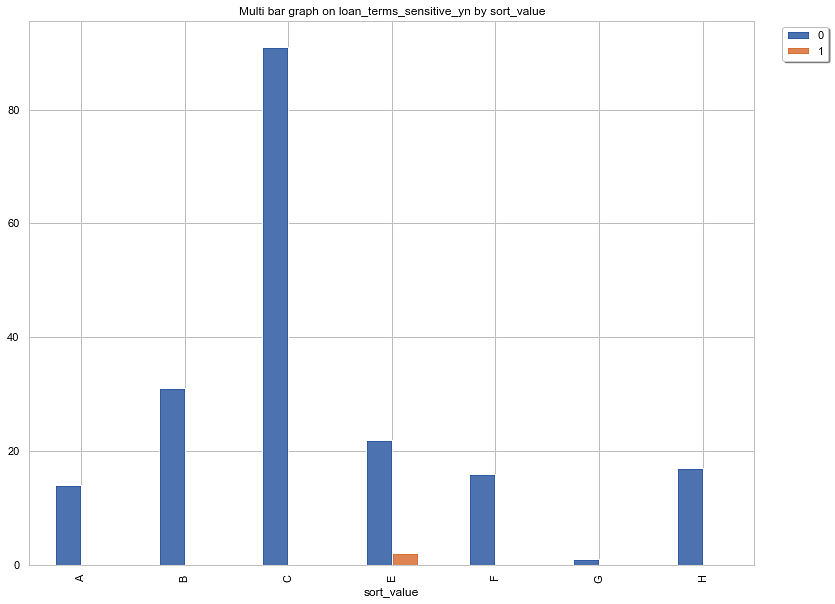 Multi bar graph on loan_terms_sensitive_yn by sort_value
0
1
80
60
40
20
0
A
B
C
E
F
G
H
sort_value